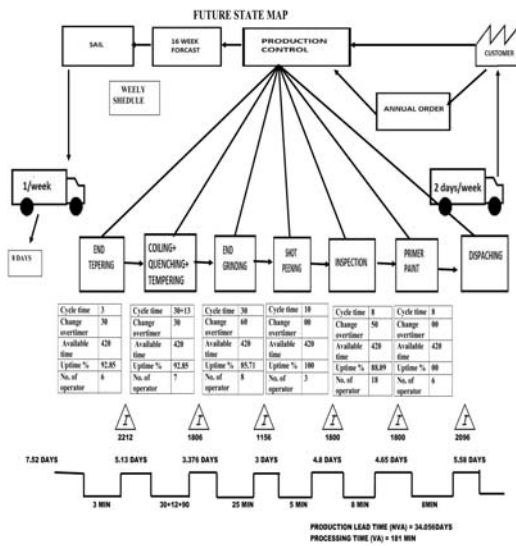 FUTURE STATE MAP
SAIL
16 WEEK
FORCAST
PRODUCTION
CONTROL
CUSTOMER
WEELY
SHEDULE
ANNUAL ORDER
1/week
2 days/week
8 DAYS
END
TEPERING
COILING+
QUENCHING+
TEMPERING
END
GRINDING
SHOT
PEENING
INSPECTION
PRIMER
PAINT
DISPACHING
Cycle time 3
Change overtimer 30
Available time 420
Uptime % 92.85
No. of operator 6
Cycle time 30+13
Change overtimer 30
Available time 420
Uptime % 92.85
No. of operator 7
Cycle time 30
Change overtimer 60
Available time 420
Uptime % 85.71
No. of operator 8
Cycle time 10
Change overtimer 00
Available time 420
Uptime % 100
No. of operator 3
Cycle time 8
Change overtimer 50
Available time 420
Uptime % 88.09
No. of operator 18
Cycle time 8
Change overtimer 00
Available time 420
Uptime % 00
No. of operator 6
I I I I I I
2212 1806 1156 1800 1800 2096
7.52 DAYS 5.13 DAYS 3.376 DAYS 3 DAYS 4.8 DAYS 4.65 DAYS 5.58 DAYS
3 MIN 30+12+90 25 MIN 5 MIN 8 MIN 8MIN
PRODUCTION LEAD TIME (NVA) = 34.056DAYS
PROCESSING TIME (VA) = 181 MIN